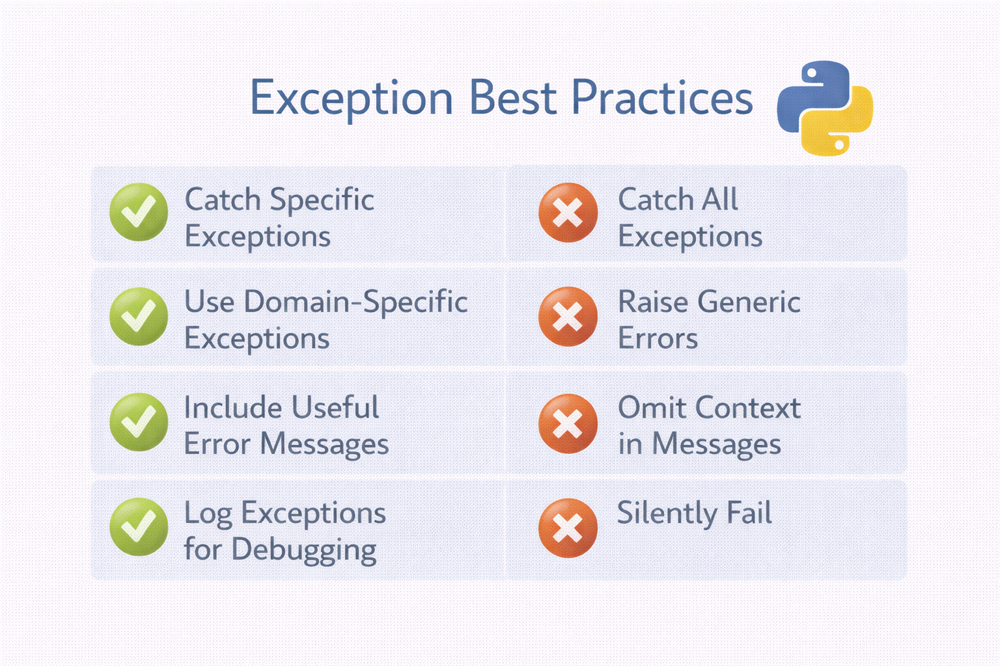 Exception Best Practices
Catch Specific
Exceptions
Catch All
Exceptions
Use Domain-Specific
Exceptions
Raise Generic
Errors
Include Useful
Error Messages
Omit Context
in Messages
Log Exceptions
for Debugging
Silently Fail